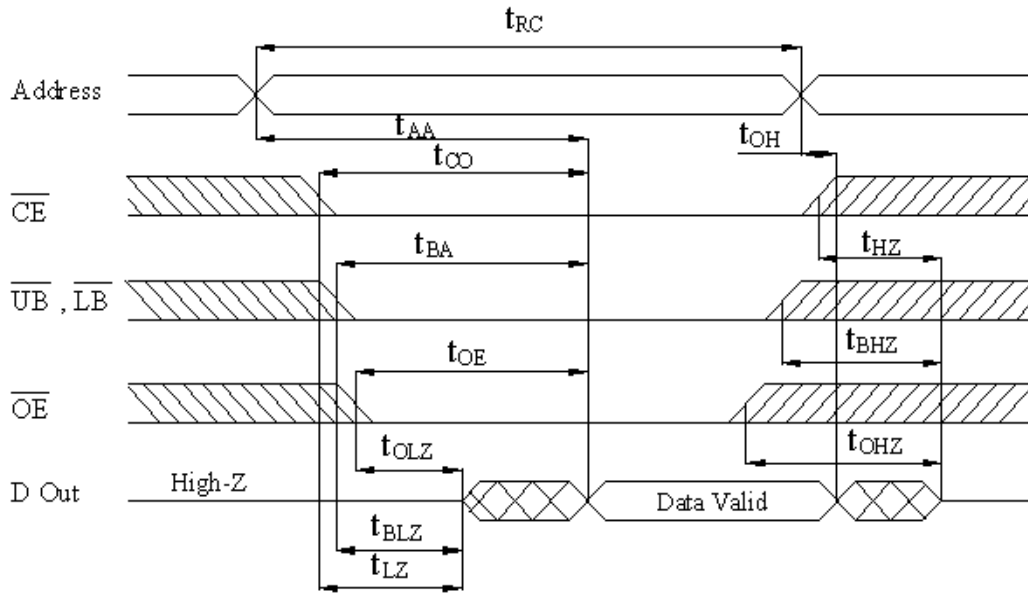 tRC
Address
tAA
tOH
tCO
CE
tHZ
tBA
UB , LB
tBHZ
tOE
OE
tOHZ
tOLZ
High-Z
D Out
Data Valid
tBLZ
tLZ